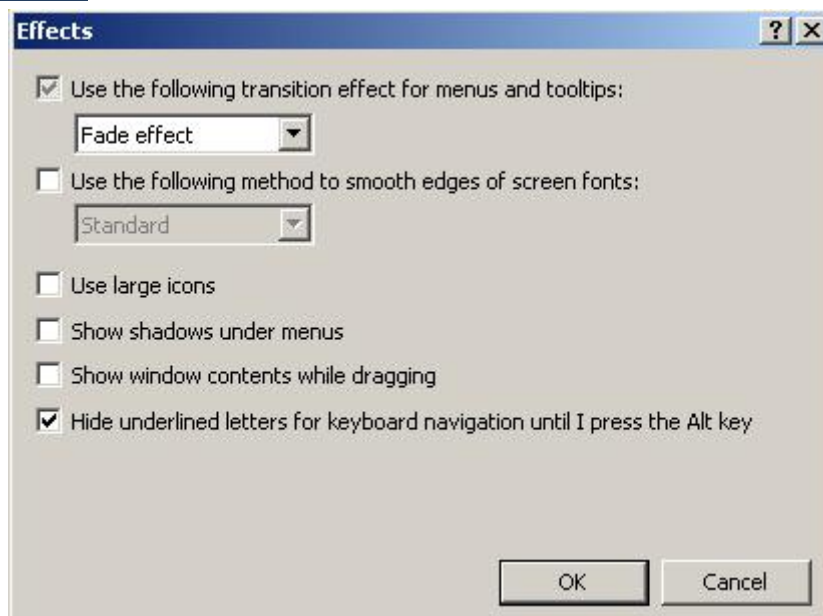 Effects
Use the following transition effect for menus and tooltips:
Fade effect
Use the following method to smooth edges of screen fonts:
Standard
Use large icons
Show shadows under menus
Show window contents while dragging
Hide underlined letters for keyboard navigation until I press the Alt key
OK Cancel